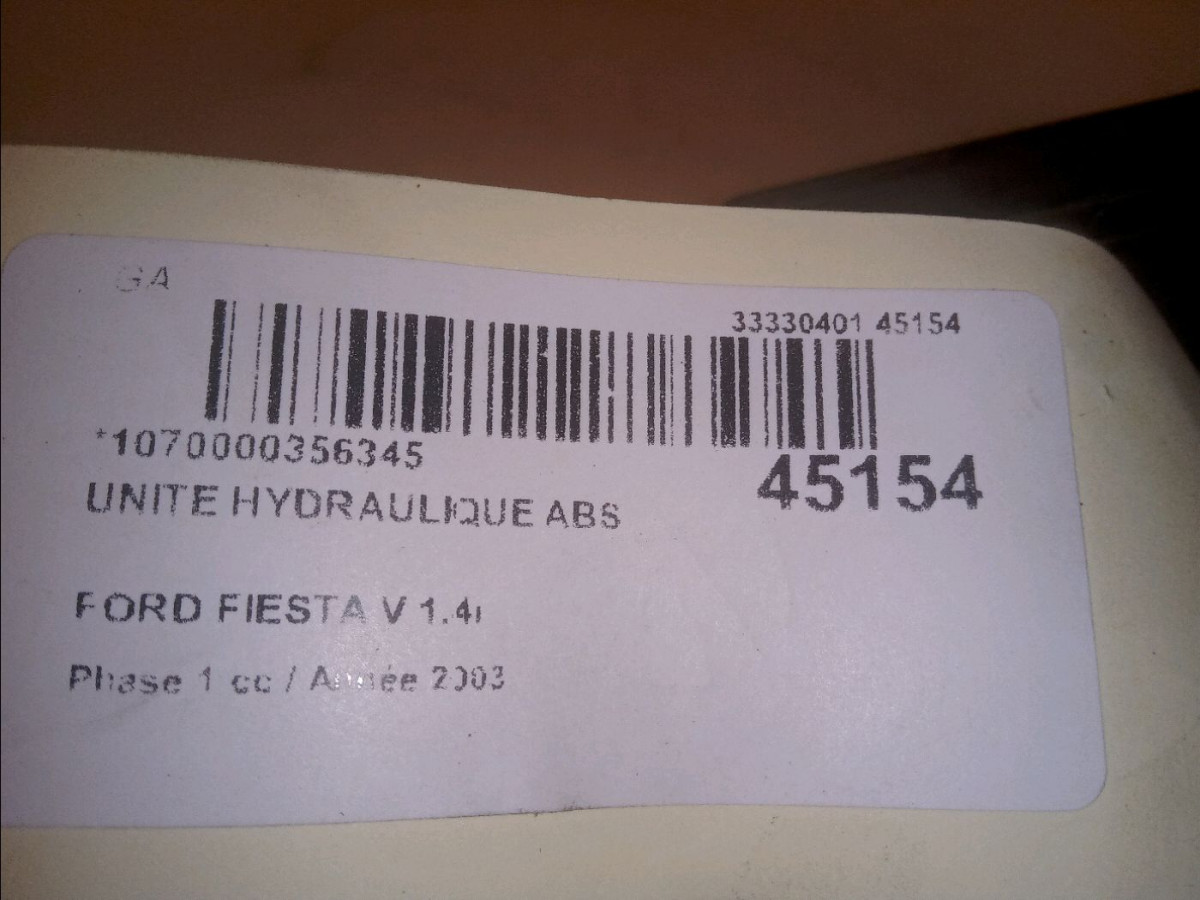 GA
33330401 45154
*1070000356345
45154
UNITE HYDRAULIQUE ABS
FORD FIESTA V 1.4i
Phase 1 cc / Année 2003